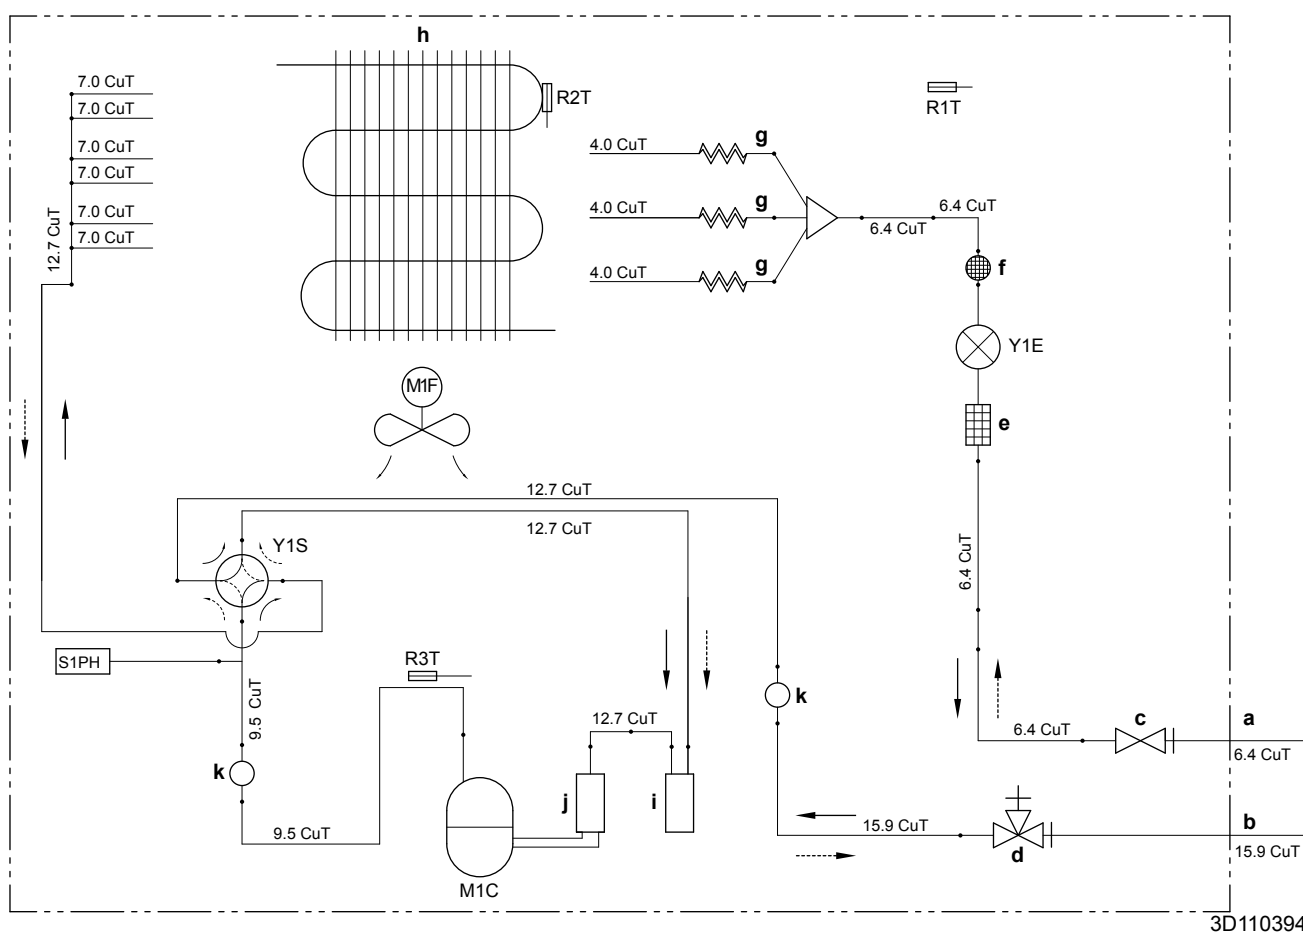 h
7.0 CuT
7.0 CuT
7.0 CuT
7.0 CuT
7.0 CuT
7.0 CuT
12.7 CuT
R2T
R1T
4.0 CuT
g
4.0 CuT
g
4.0 CuT
g
6.4 CuT
6.4 CuT
f
Y1E
e
M1F
12.7 CuT
12.7 CuT
Y1S
6.4 CuT
S1PH
R3T
9.5 CuT
k
k
12.7 CuT
6.4 CuT
c
a
6.4 CuT
j
i
9.5 CuT
15.9 CuT
d
b
15.9 CuT
M1C
3D110394